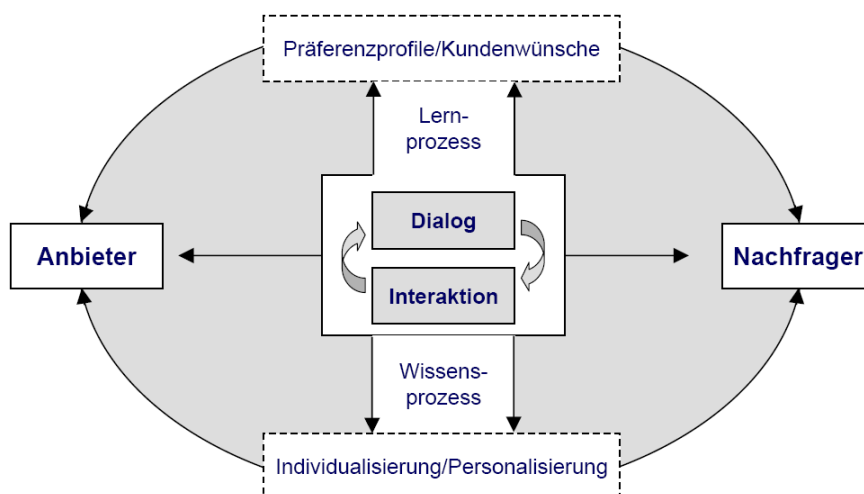 Präferenzprofile/Kundenwünsche
Lern-
prozess
Anbieter
Dialog
Interaktion
Nachfrager
Wissens-
prozess
Individualisierung/Personalisierung